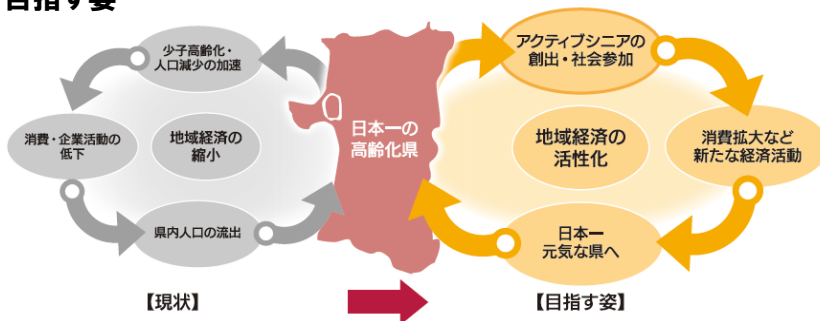 目指す姿
少子高齢化・
人口減少の加速
消費・企業活動の
低下
地域経済の
縮小
県内人口の流出
日本一の
高齢化県
アクティブシニアの
創出・社会参加
地域経済の
活性化
消費拡大など
新たな経済活動
日本一
元気な県へ
【現状】
【目指す姿】